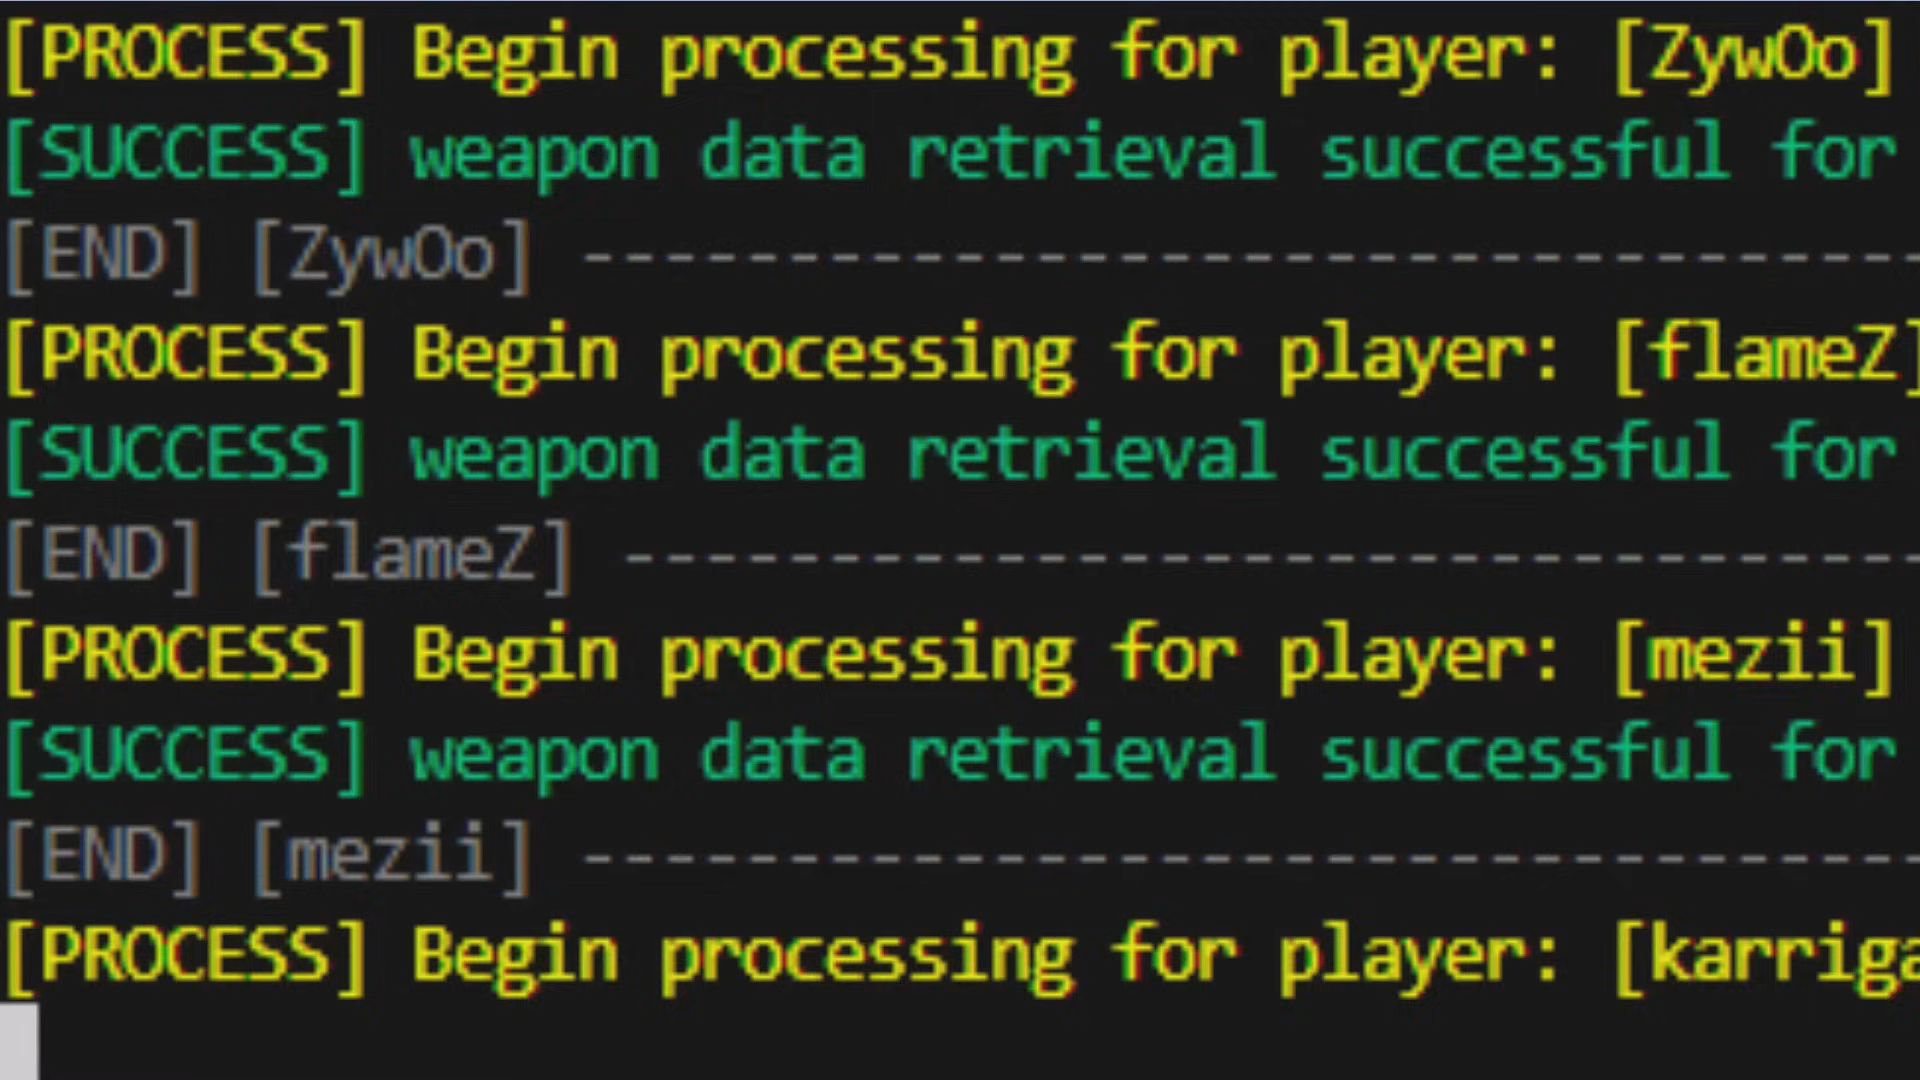 [PROCESS] Begin processing for player: [ZywOo]
[SUCCESS] weapon data retrieval successful for
[END] [ZywOo] ---------------------------------
[PROCESS] Begin processing for player: [flameZ]
[SUCCESS] weapon data retrieval successful for
[END] [flameZ] --------------------------------
[PROCESS] Begin processing for player: [mezii]
[SUCCESS] weapon data retrieval successful for
[END] [mezii] ---------------------------------
[PROCESS] Begin processing for player: [karriga